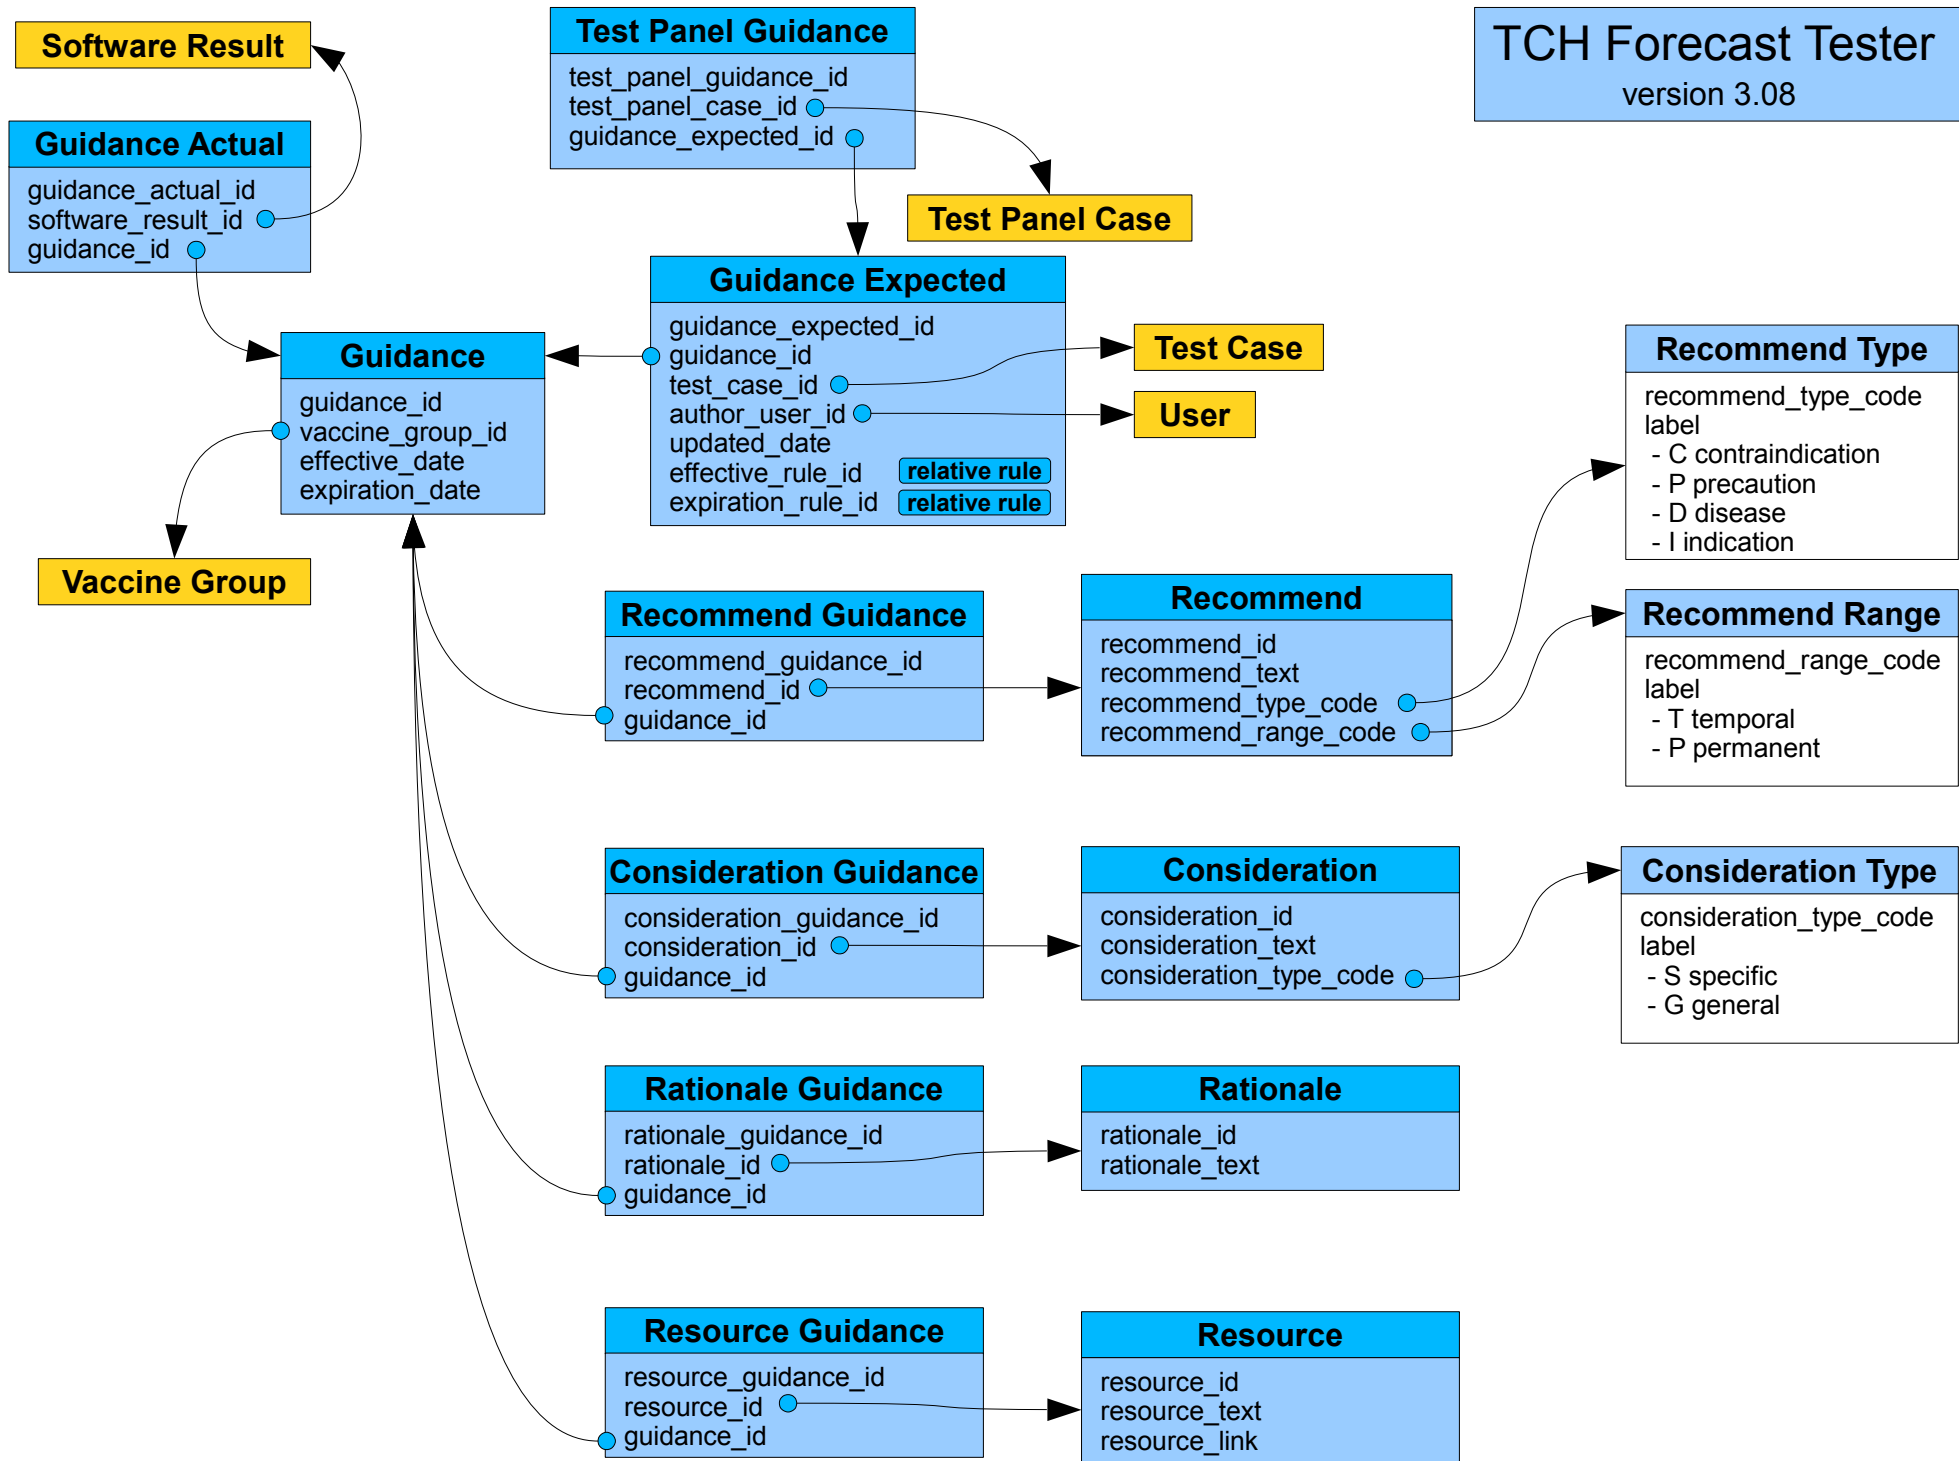 TCH Forecast Tester
version 3.08
Software Result
Guidance Actual
guidance_actual_id
software_result_id
guidance_id
Test Panel Guidance
test_panel_guidance_id
test_panel_case_id
guidance_expected_id
Test Panel Case
Guidance Expected
guidance_expected_id
guidance_id
test_case_id
author_user_id
updated_date
effective_rule_id relative rule
expiration_rule_id relative rule
Test Case
User
Guidance
guidance_id
vaccine_group_id
effective_date
expiration_date
Vaccine Group
Recommend Guidance
recommend_guidance_id
recommend_id
guidance_id
Recommend
recommend_id
recommend_text
recommend_type_code
recommend_range_code
Recommend Type
recommend_type_code
label
- C contraindication
- P precaution
- D disease
- I indication
Recommend Range
recommend_range_code
label
- T temporal
- P permanent
Consideration Guidance
consideration_guidance_id
consideration_id
guidance_id
Consideration
consideration_id
consideration_text
consideration_type_code
Consideration Type
consideration_type_code
label
- S specific
- G general
Rationale Guidance
rationale_guidance_id
rationale_id
guidance_id
Rationale
rationale_id
rationale_text
Resource Guidance
resource_guidance_id
resource_id
guidance_id
Resource
resource_id
resource_text
resource_link